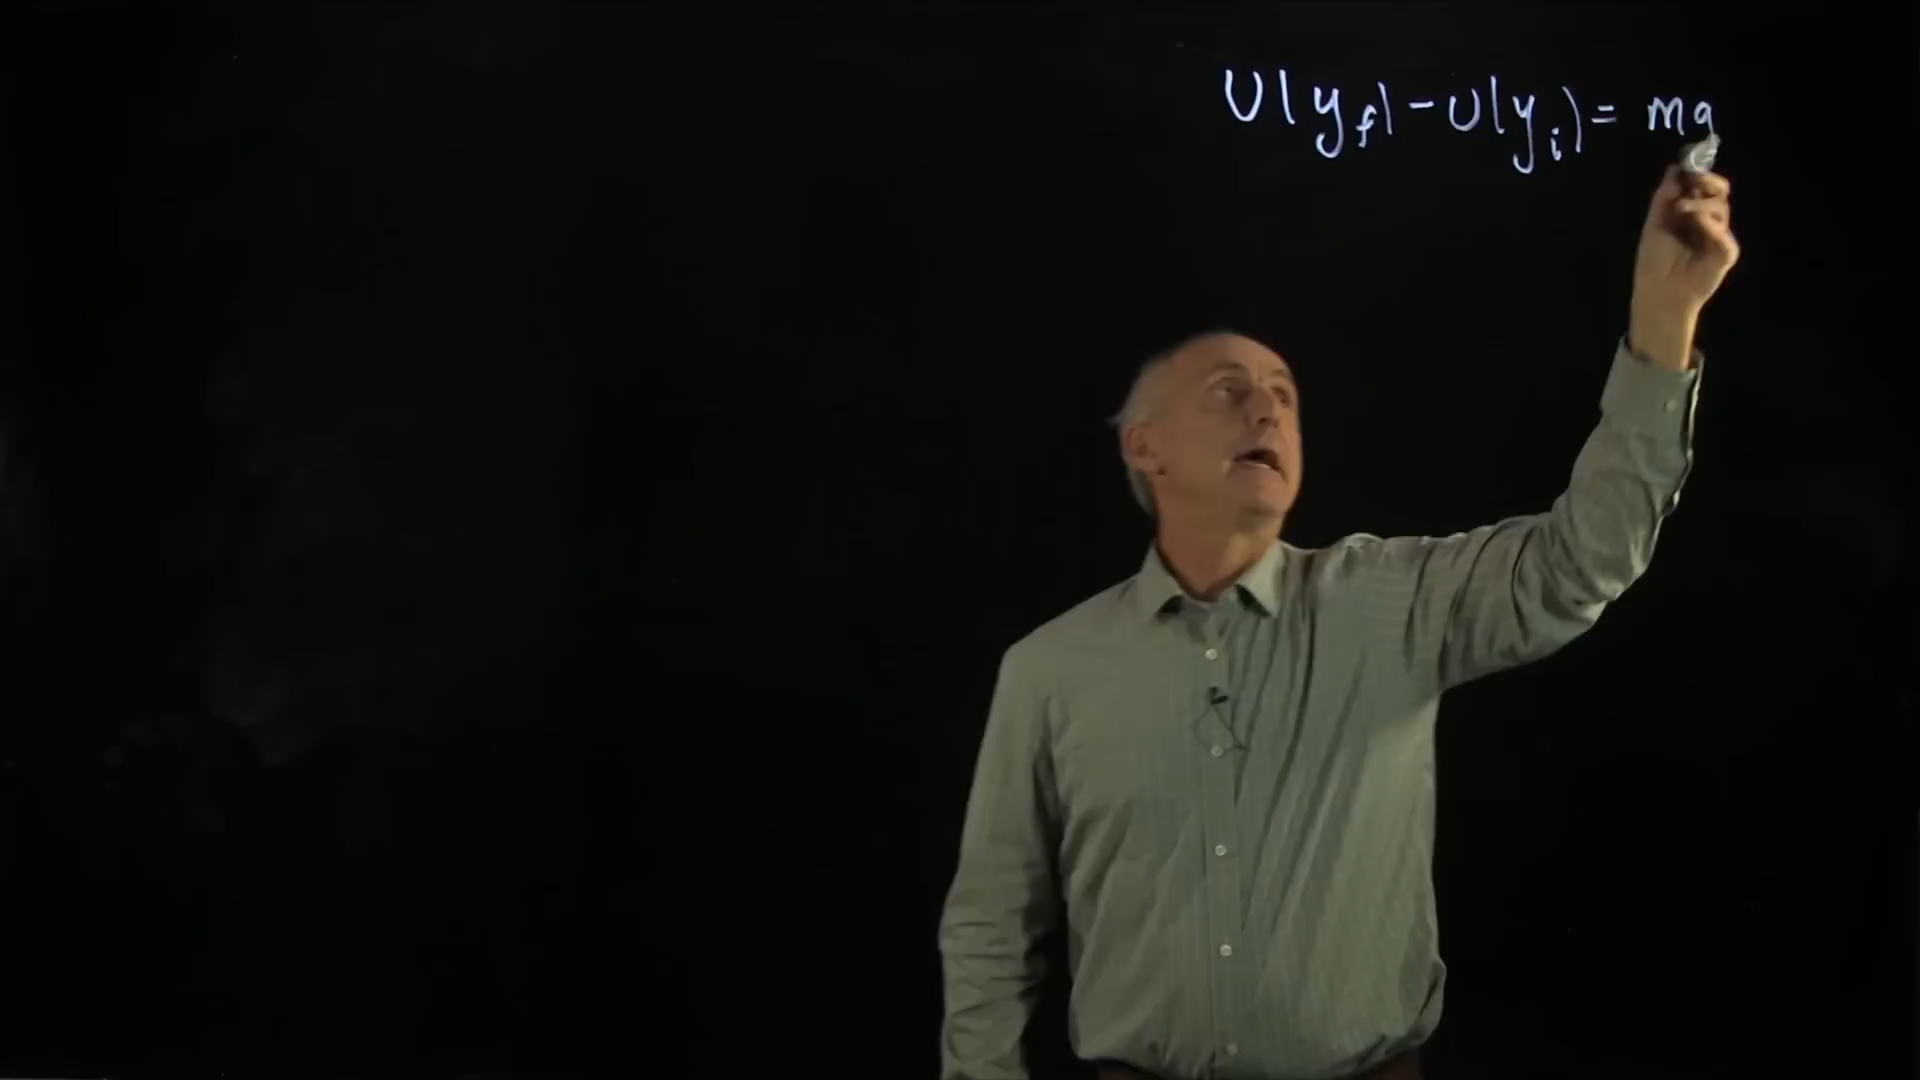 U(y_f) - U(y_i) = mg